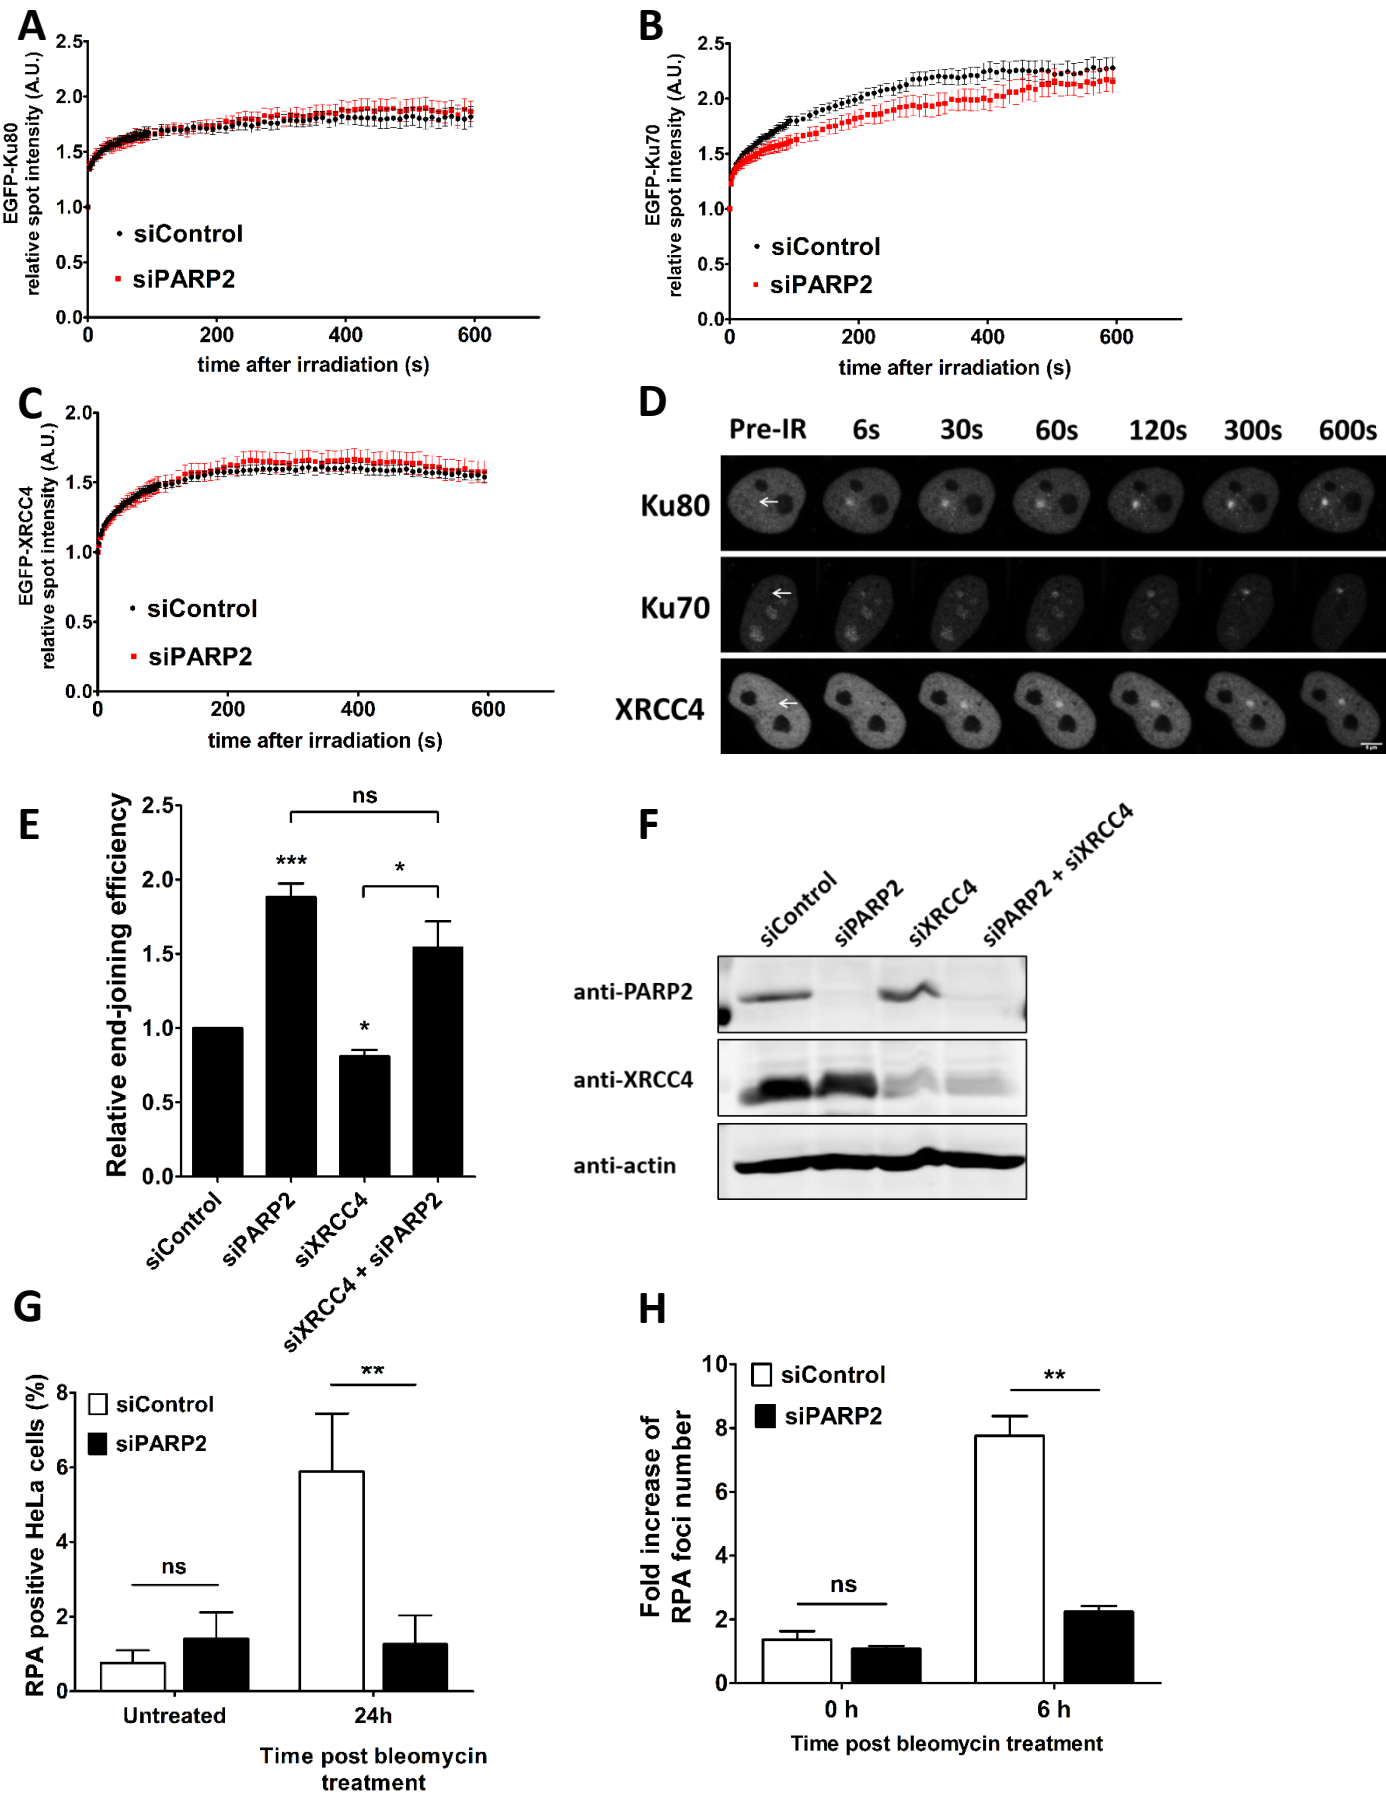 A
EGFP-Ku80
relative spot intensity (A.U.)
2.5
2.0
1.5
1.0
0.5
0.0
siControl
siPARP2
0 200 400 600
time after irradiation (s)
B
EGFP-Ku70
relative spot intensity (A.U.)
2.5
2.0
1.5
1.0
0.5
0.0
siControl
siPARP2
0 200 400 600
time after irradiation (s)
C
EGFP-XRCC4
relative spot intensity (A.U.)
2.0
1.5
1.0
0.5
0.0
siControl
siPARP2
0 200 400 600
time after irradiation (s)
D
Pre-IR 6s 30s 60s 120s 300s 600s
Ku80
Ku70
XRCC4
E
Relative end-joining efficiency
2.5
2.0
1.5
1.0
0.5
0.0
ns
***
*
*
siControl
siPARP2
siXRCC4
siXRCC4 + siPARP2
F
siControl
siPARP2
siXRCC4
siPARP2 + siXRCC4
anti-PARP2
anti-XRCC4
anti-actin
G
RPA positive HeLa cells (%)
8
6
4
2
0
siControl
siPARP2
ns
**
Untreated 24h
Time post bleomycin
treatment
H
Fold increase of
RPA foci number
10
8
6
4
2
0
siControl
siPARP2
ns
**
0 h 6 h
Time post bleomycin treatment